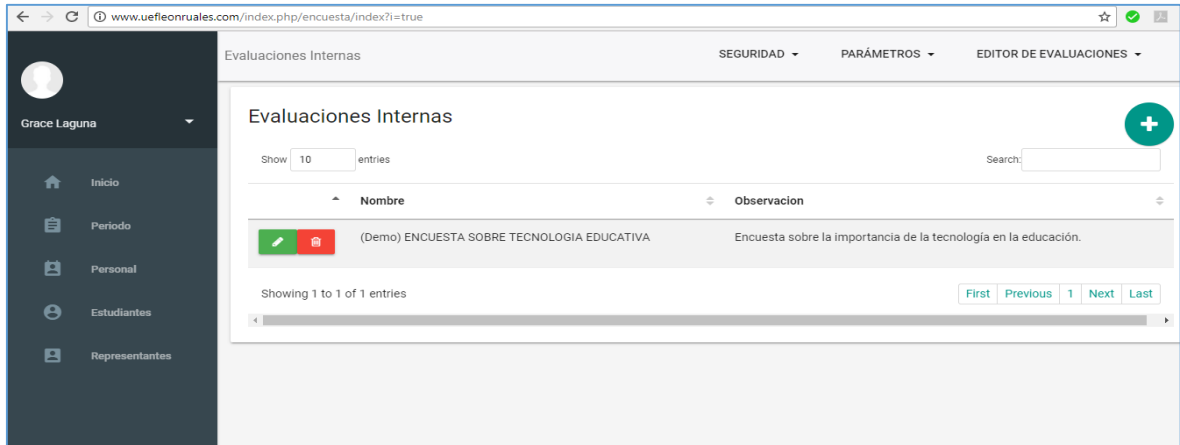 www.uefleonruales.com/index.php/encuesta/index?i=true
Evaluaciones Internas
SEGURIDAD
PARÁMETROS
EDITOR DE EVALUACIONES
Grace Laguna
Inicio
Periodo
Personal
Estudiantes
Representantes
Evaluaciones Internas
Show 10 entries
Search:
Nombre
Observacion
(Demo) ENCUESTA SOBRE TECNOLOGIA EDUCATIVA
Encuesta sobre la importancia de la tecnología en la educación.
Showing 1 to 1 of 1 entries
First Previous 1 Next Last